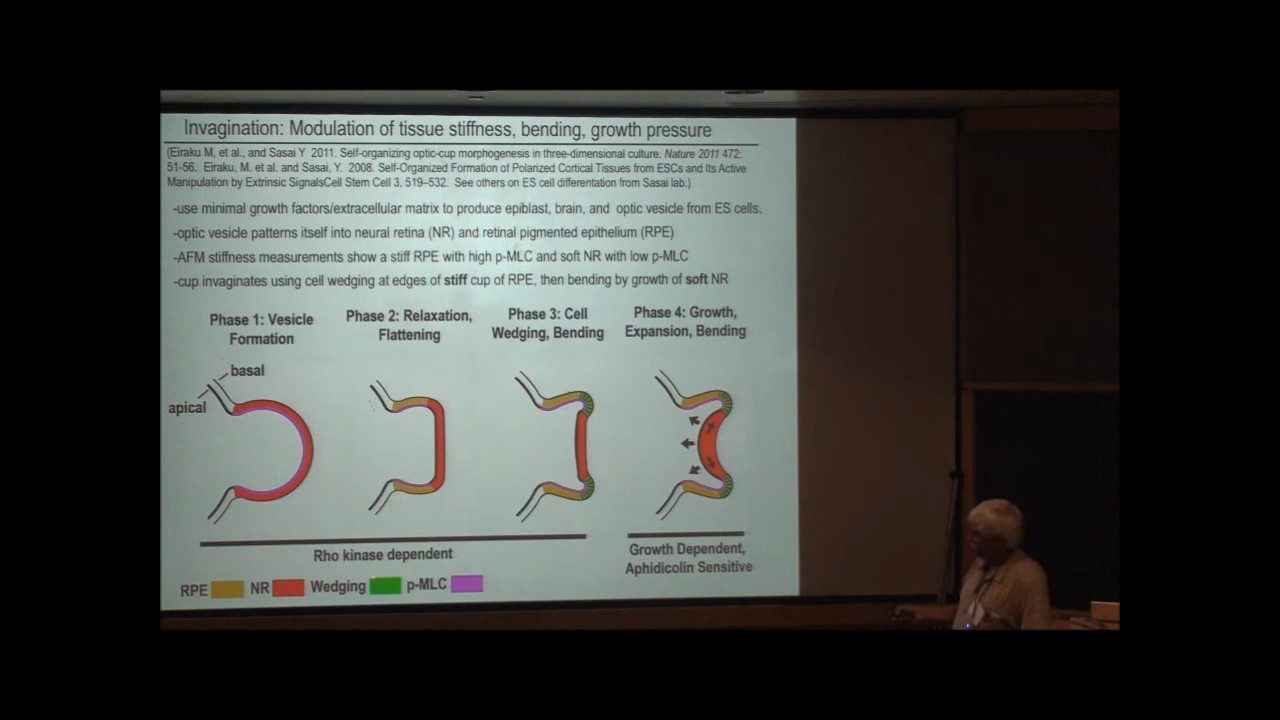 Invagination: Modulation of tissue stiffness, bending, growth pressure
(Eiraku M, et al., and Sasai Y 2011. Self-organizing optic-cup morphogenesis in three-dimensional culture. Nature 2011 472:
51-56. Eiraku, M. et al. and Sasai, Y. 2008. Self-Organized Formation of Polarized Cortical Tissues from ESCs and Its Active
Manipulation by Extrinsic SignalsCell Stem Cell 3, 519–532. See others on ES cell differentation from Sasai lab.)
-use minimal growth factors/extracellular matrix to produce epiblast, brain, and optic vesicle from ES cells.
-optic vesicle patterns itself into neural retina (NR) and retinal pigmented epithelium (RPE)
-AFM stiffness measurements show a stiff RPE with high p-MLC and soft NR with low p-MLC
-cup invaginates using cell wedging at edges of stiff cup of RPE, then bending by growth of soft NR
Phase 1: Vesicle
Formation
Phase 2: Relaxation,
Flattening
Phase 3: Cell
Wedging, Bending
Phase 4: Growth,
Expansion, Bending
basal
apical
Rho kinase dependent
Growth Dependent,
Aphidicolin Sensitive
RPE NR Wedging p-MLC